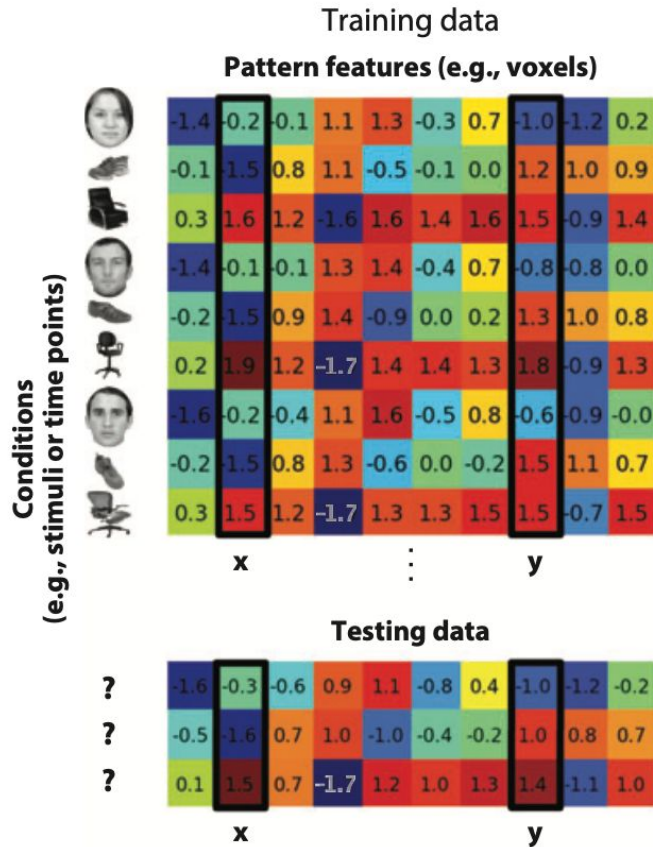 Training data
Pattern features (e.g., voxels)
Conditions
(e.g., stimuli or time points)
-1.4 -0.2 -0.1 1.1 1.3 -0.3 0.7 -1.0 -1.2 0.2
-0.1 -1.5 0.8 1.1 -0.5 -0.1 0.0 1.2 1.0 0.9
0.3 1.6 1.2 -1.6 1.6 1.4 1.6 1.5 -0.9 1.4
-1.4 -0.1 -0.1 1.3 1.4 -0.4 0.7 -0.8 -0.8 0.0
-0.2 -1.5 0.9 1.4 -0.9 0.0 0.2 1.3 1.0 0.8
0.2 1.9 1.2 -1.7 1.4 1.4 1.3 1.8 -0.9 1.3
-1.6 -0.2 -0.4 1.1 1.6 -0.5 0.8 -0.6 -0.9 -0.0
-0.2 -1.5 0.8 1.3 -0.6 0.0 -0.2 1.5 1.1 0.7
0.3 1.5 1.2 -1.7 1.3 1.3 1.5 1.5 -0.7 1.5
x ⋮ y
Testing data
? -1.6 -0.3 -0.6 0.9 1.1 -0.8 0.4 -1.0 -1.2 -0.2
? -0.5 -1.6 0.7 1.0 -1.0 -0.4 -0.2 1.0 0.8 0.7
? 0.1 1.5 0.7 -1.7 1.2 1.0 1.3 1.4 -1.1 1.0
x y